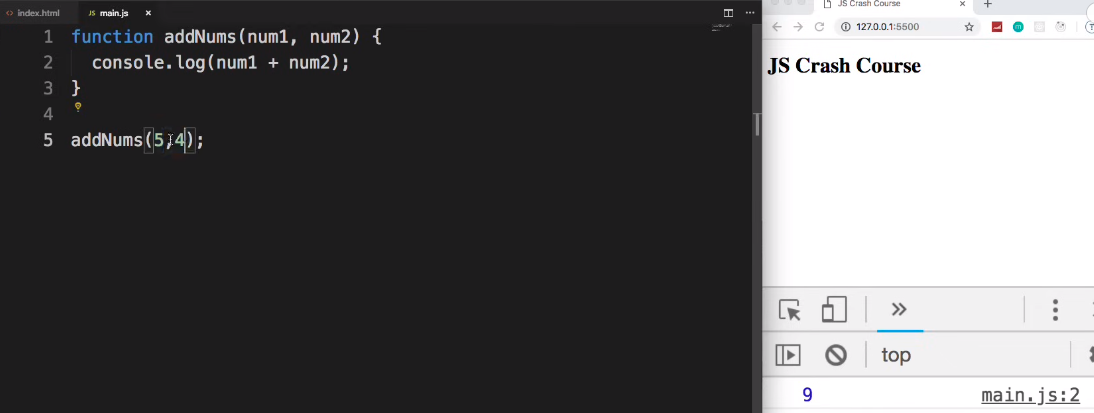 index.html
JS main.js ×
1 function addNums(num1, num2) {
2 console.log(num1 + num2);
3 }
4
5 addNums(5,4);
JS Crash Course
127.0.0.1:5500
JS Crash Course
top
9 main.js:2